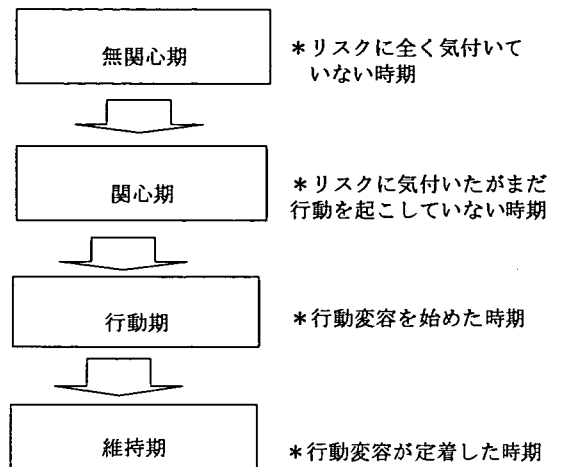 無関心期
*リスクに全く気付いて
いない時期
関心期
*リスクに気付いたがまだ
行動を起こしていない時期
行動期
*行動変容を始めた時期
維持期
*行動変容が定着した時期